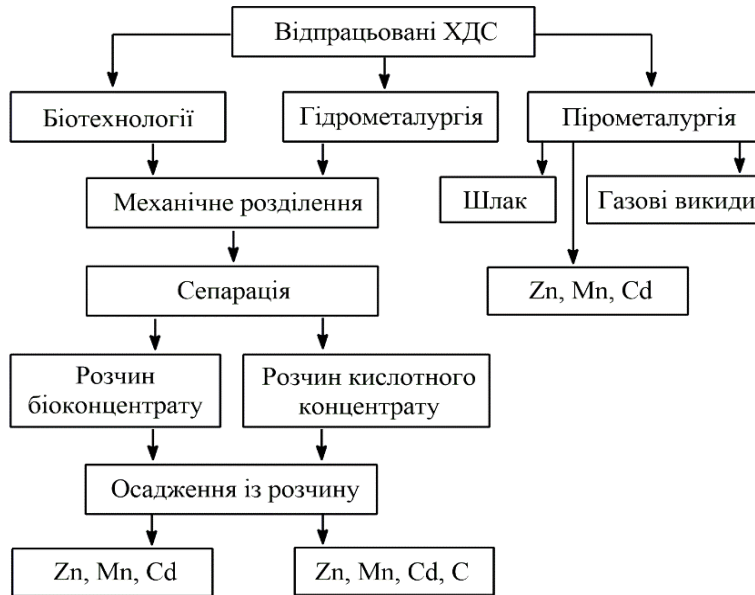 Відпрацьовані ХДС
Біотехнології
Гідрометалургія
Пірометалургія
Механічне розділення
Шлак
Газові викиди
Сепарація
Zn, Mn, Cd
Розчин
біоконцентрату
Розчин кислотного
концентрату
Осадження із розчину
Zn, Mn, Cd
Zn, Mn, Cd, C